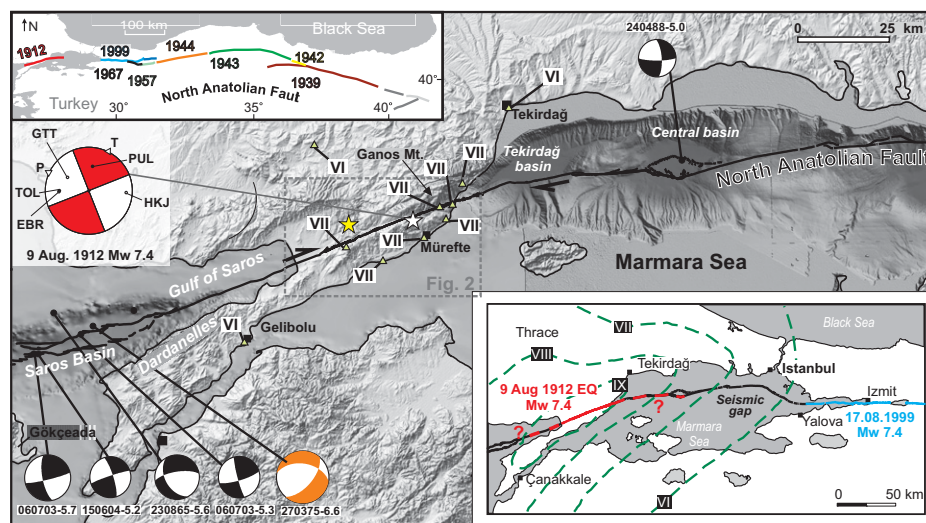 N
100 km
Black Sea
1912
1999
1944
1967
1957
1943
1942
1939
North Anatolian Faut
Turkey
30°
35°
40°
40°
240488-5.0
0 25
km
VI
Tekirdağ
Central basin
Tekirdağ
basin
North Anatolian Fault
GTT
T
P
PUL
TOL
EBR
HKJ
9 Aug. 1912 Mw 7.4
VI
Ganos Mt.
VII
VII
VII
VII
VII
VII
Mürefte
VII
Fig. 2
Marmara Sea
Gulf of Saros
Saros Basin
Dardanelles
VI
Gelibolu
Gökçeada
060703-5.7
150604-5.2
230865-5.6
060703-5.3
270375-6.6
Thrace
VII
Black Sea
VIII
Tekirdağ
Istanbul
IX
9 Aug 1912 EQ
Mw 7.4
?
?
Seismic
gap
Izmit
Marmara
Sea
Yalova
17.08.1999
Mw 7.4
Çanakkale
VI
0 50
km